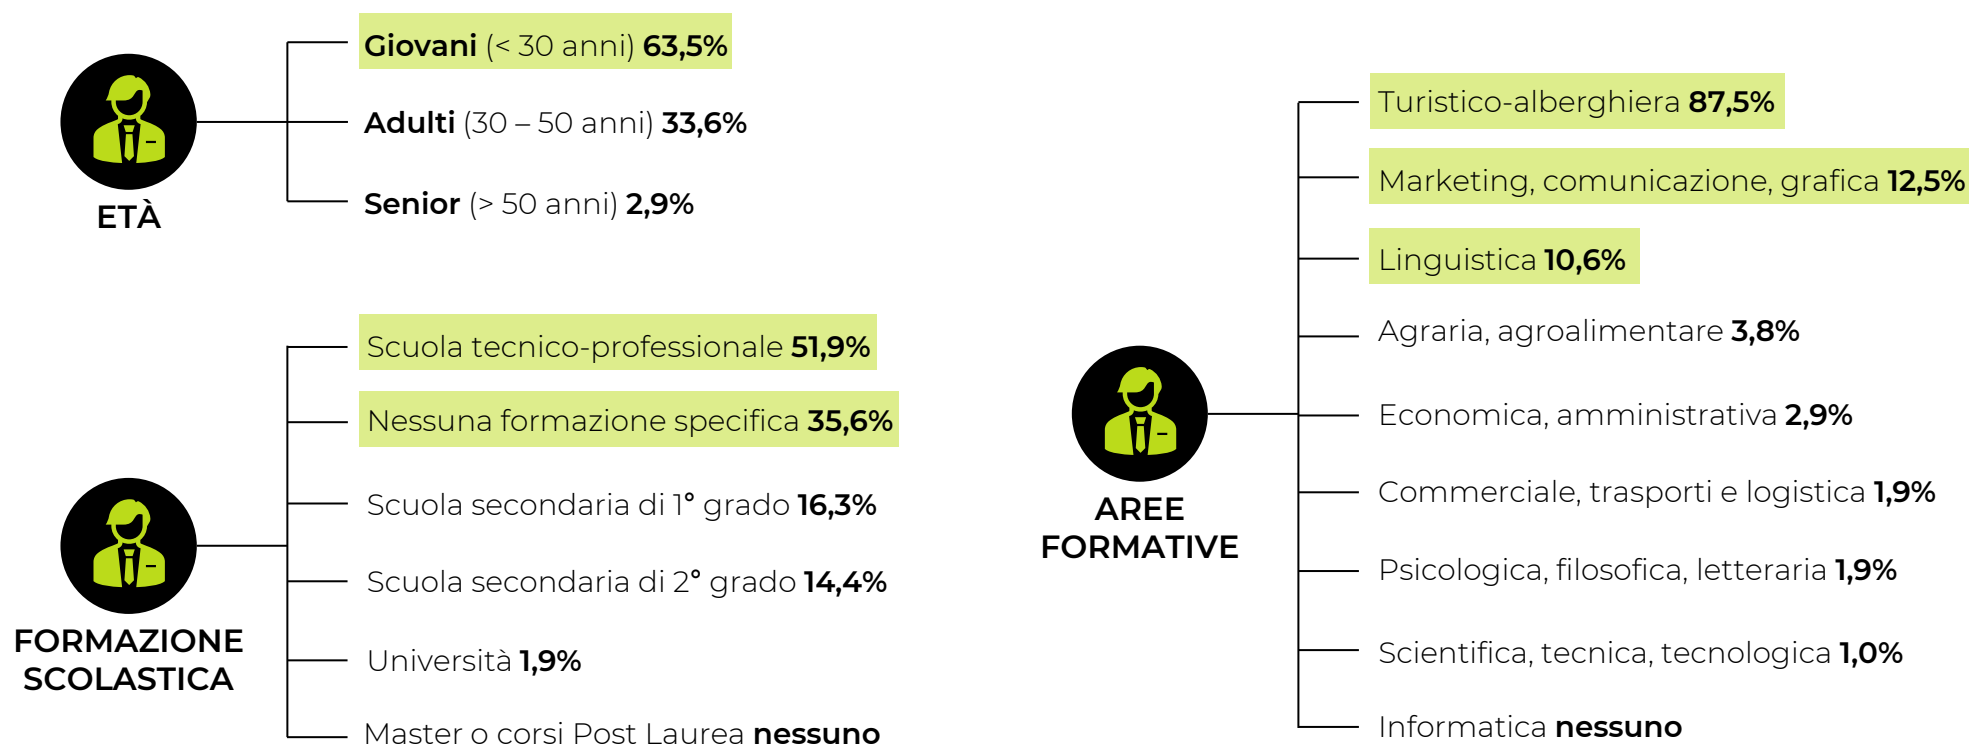 Giovani (< 30 anni) 63,5%
Adulti (30 – 50 anni) 33,6%
Senior (> 50 anni) 2,9%
ETÀ
Scuola tecnico-professionale 51,9%
Nessuna formazione specifica 35,6%
Scuola secondaria di 1° grado 16,3%
Scuola secondaria di 2° grado 14,4%
Università 1,9%
Master o corsi Post Laurea nessuno
FORMAZIONE
SCOLASTICA
Turistico-alberghiera 87,5%
Marketing, comunicazione, grafica 12,5%
Linguistica 10,6%
Agraria, agroalimentare 3,8%
Economica, amministrativa 2,9%
Commerciale, trasporti e logistica 1,9%
Psicologica, filosofica, letteraria 1,9%
Scientifica, tecnica, tecnologica 1,0%
Informatica nessuno
AREE
FORMATIVE